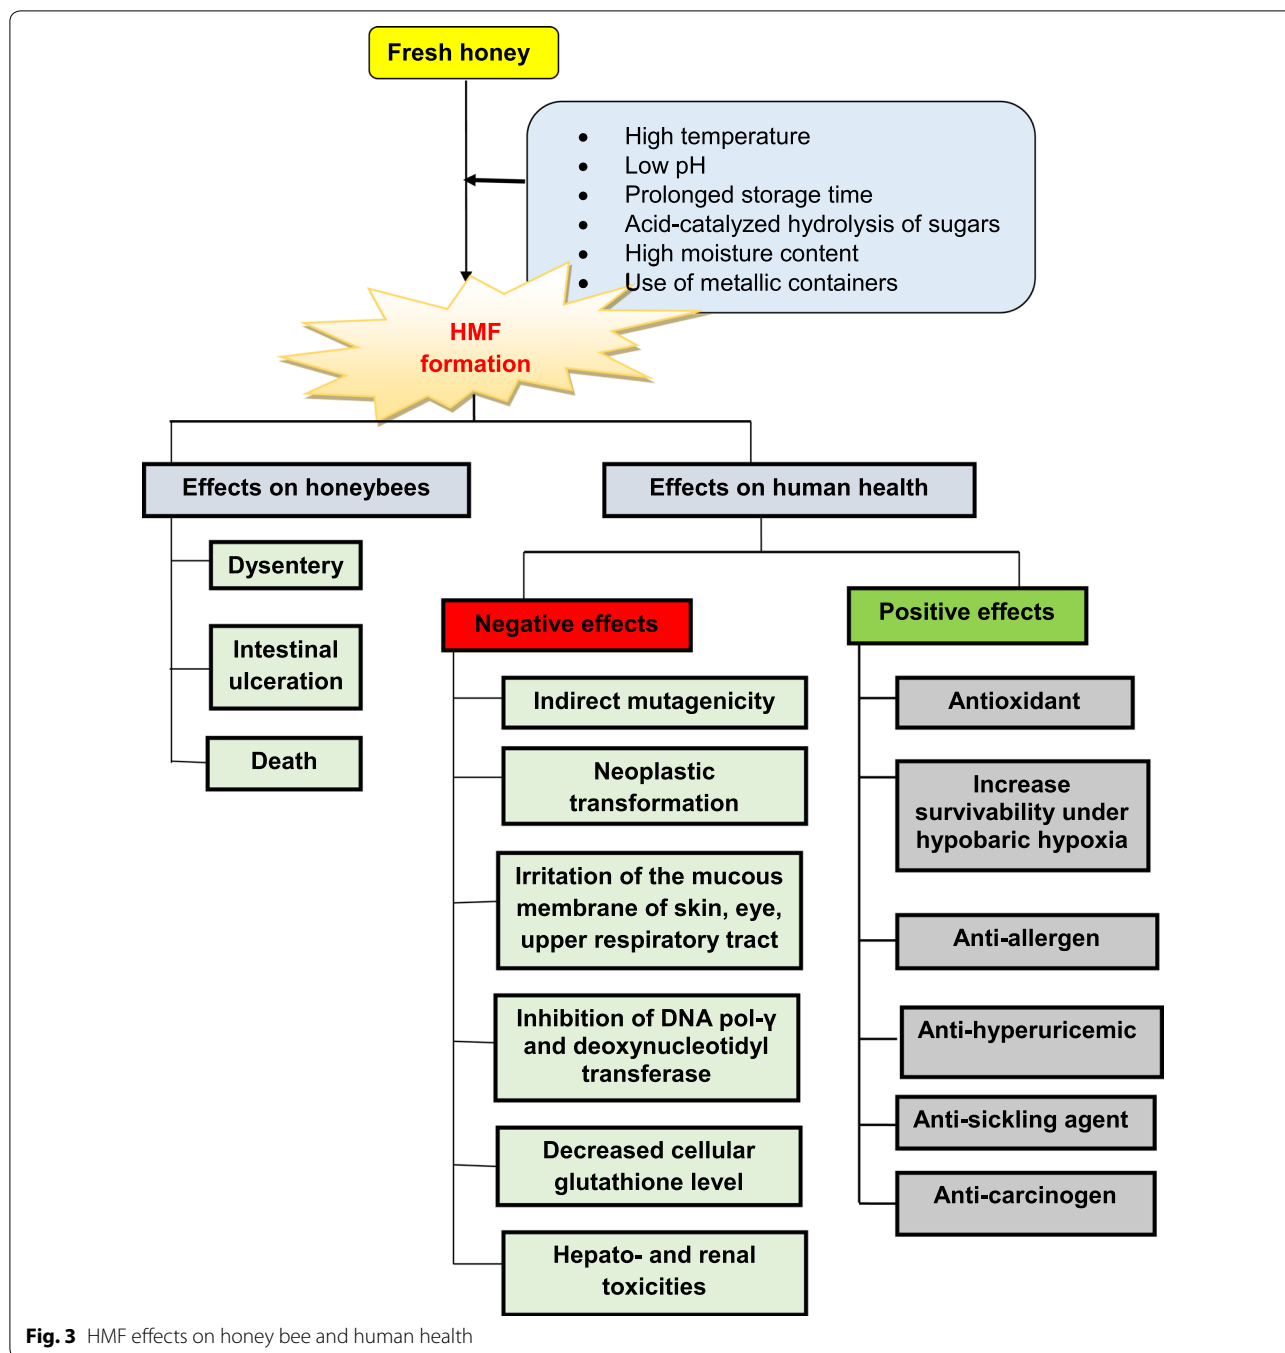 Fresh honey
• High temperature
• Low pH
• Prolonged storage time
• Acid-catalyzed hydrolysis of sugars
• High moisture content
• Use of metallic containers
HMF
formation
Effects on honeybees
Dysentery
Intestinal
ulceration
Death
Effects on human health
Negative effects
Indirect mutagenicity
Neoplastic
transformation
Irritation of the mucous
membrane of skin, eye,
upper respiratory tract
Inhibition of DNA pol-γ
and deoxynucleotidyl
transferase
Decreased cellular
glutathione level
Hepato- and renal
toxicities
Positive effects
Antioxidant
Increase
survivability under
hypobaric hypoxia
Anti-allergen
Anti-hyperuricemic
Anti-sickling agent
Anti-carcinogen
Fig. 3 HMF effects on honey bee and human health